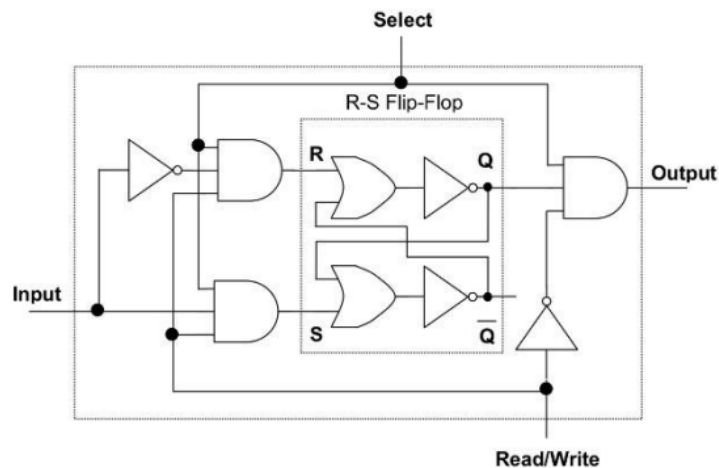 Select
R-S Flip-Flop
R
Q
Output
Input
S
Q̅
Read/Write